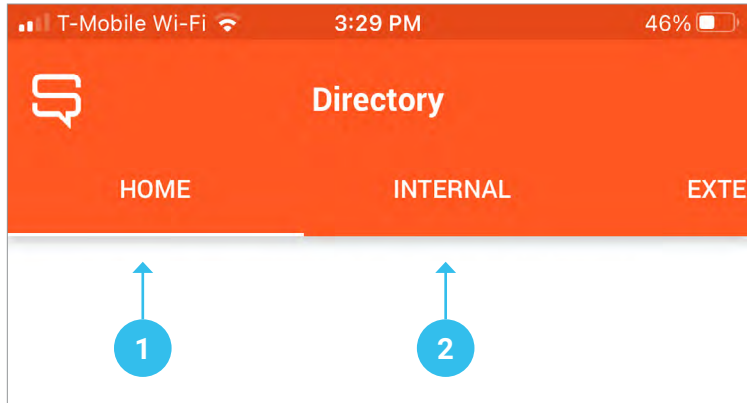 T-Mobile Wi-Fi 3:29 PM 46%
Directory
HOME INTERNAL EXTE
1 2